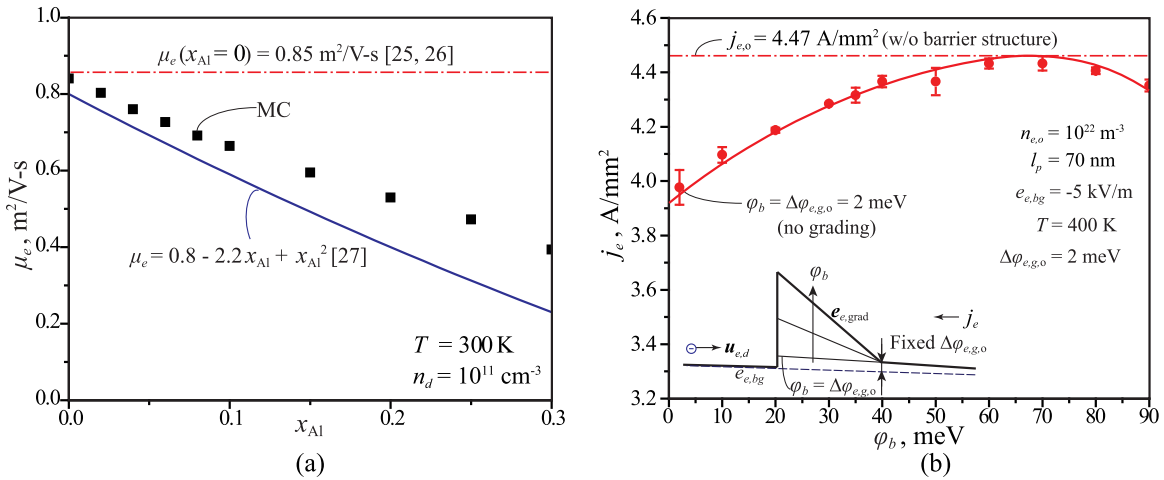 1.0
0.8
0.6
0.4
0.2
0.0
0.0
0.1
0.2
0.3
μe, m²/V-s
xAl
μe (xAl = 0) = 0.85 m²/V-s [25, 26]
MC
μe = 0.8 - 2.2 xAl + xAl² [27]
T = 300 K
nd = 10¹¹ cm⁻³
(a)
4.6
4.4
4.2
4.0
3.8
3.6
3.4
3.2
0
10
20
30
40
50
60
70
80
90
je, A/mm²
φb, meV
je,o = 4.47 A/mm² (w/o barrier structure)
ne,o = 10²² m⁻³
lp = 70 nm
ee,bg = -5 kV/m
T = 400 K
Δφe,g,o = 2 meV
φb = Δφe,g,o = 2 meV
(no grading)
φb
ee,grad
je
Fixed Δφe,g,o
ue,d
ee,bg
φb = Δφe,g,o
(b)